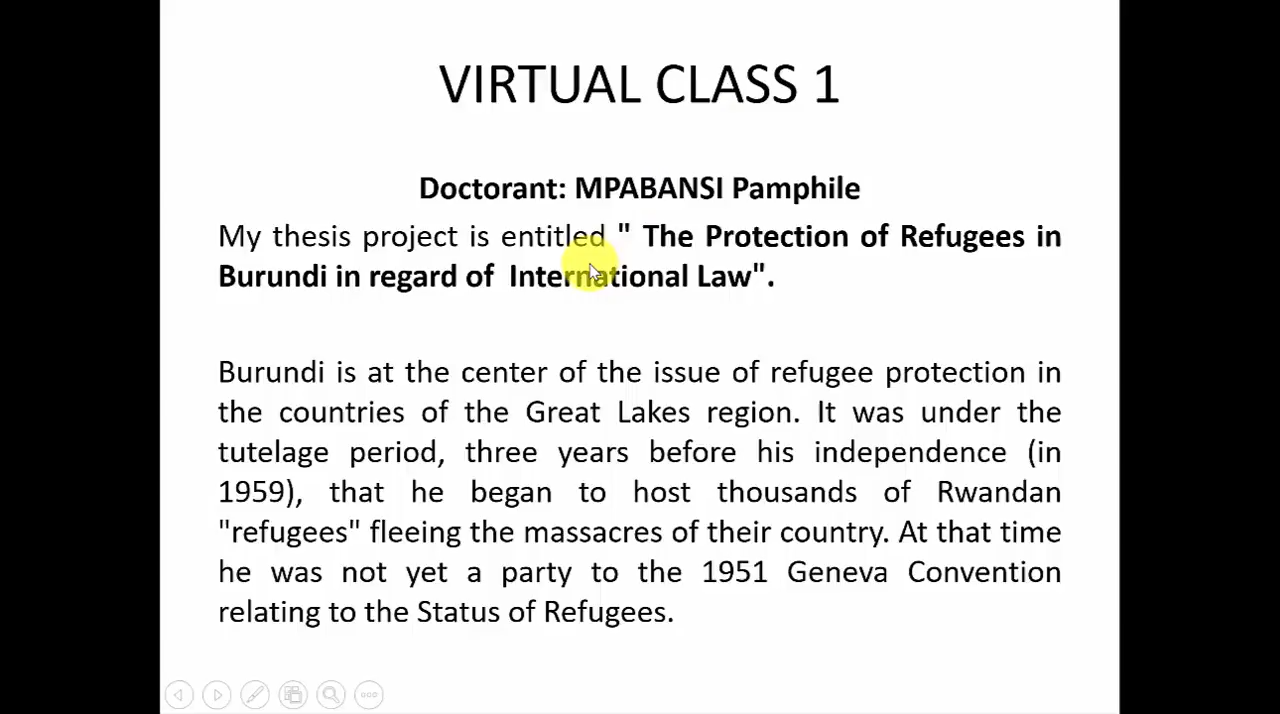 VIRTUAL CLASS 1
Doctorant: MPABANSI Pamphile
My thesis project is entitled " The Protection of Refugees in
Burundi in regard of International Law".
Burundi is at the center of the issue of refugee protection in
the countries of the Great Lakes region. It was under the
tutelage period, three years before his independence (in
1959), that he began to host thousands of Rwandan
"refugees" fleeing the massacres of their country. At that time
he was not yet a party to the 1951 Geneva Convention
relating to the Status of Refugees.